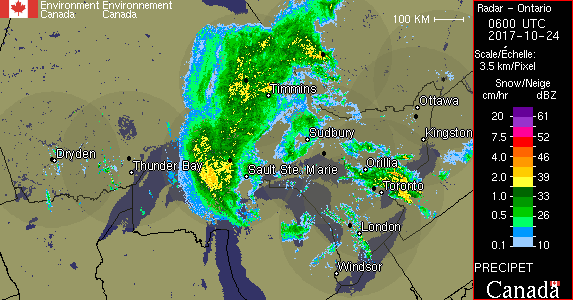 Environment Environnement
Canada Canada
100 KM
Timmins
Ottawa
Sudbury
Kingston
Dryden
Thunder Bay
Sault Ste. Marie
Orillia
Toronto
London
Windsor
Radar - Ontario
0600 UTC
2017-10-24
Scale/Échelle:
3.5 km/Pixel
Snow/Neige
cm/hr dBZ
20 61
7.5 57
5.5 52
4.0 46
2.0 39
1.0 33
0.5 26
0.1 10
PRECIPET
Canada